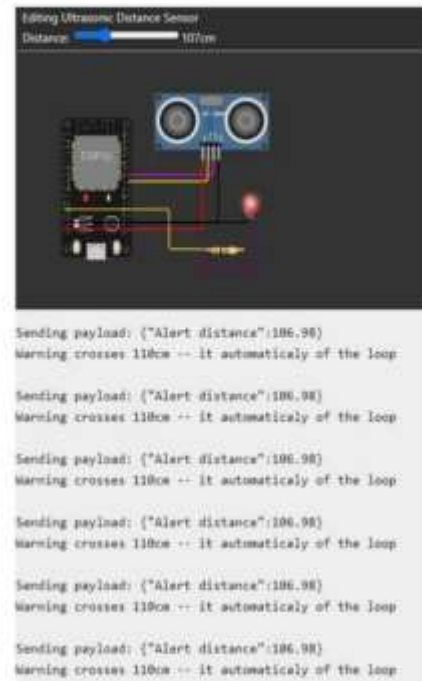 Editing Ultrasonic Distance Sensor
Distance: 107cm
ESP32
Sending payload: {"Alert distance":106.98}
Warning crosses 110cm -- it automaticaly of the loop
Sending payload: {"Alert distance":106.98}
Warning crosses 110cm -- it automaticaly of the loop
Sending payload: {"Alert distance":106.98}
Warning crosses 110cm -- it automaticaly of the loop
Sending payload: {"Alert distance":106.98}
Warning crosses 110cm -- it automaticaly of the loop
Sending payload: {"Alert distance":106.98}
Warning crosses 110cm -- it automaticaly of the loop
Sending payload: {"Alert distance":106.98}
Warning crosses 110cm -- it automaticaly of the loop